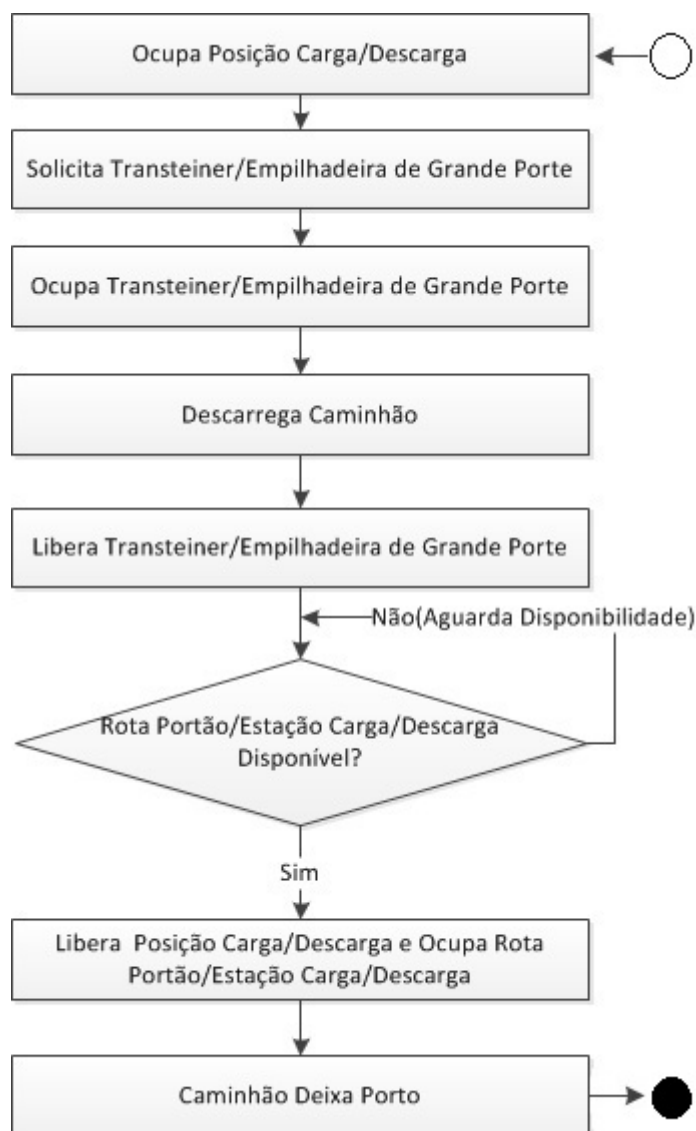 Ocupa Posição Carga/Descarga
Solicita Transteiner/Empilhadeira de Grande Porte
Ocupa Transteiner/Empilhadeira de Grande Porte
Descarrega Caminhão
Libera Transteiner/Empilhadeira de Grande Porte
Não(Aguarda Disponibilidade)
Rota Portão/Estação Carga/Descarga
Disponível?
Sim
Libera Posição Carga/Descarga e Ocupa Rota
Portão/Estação Carga/Descarga
Caminhão Deixa Porto